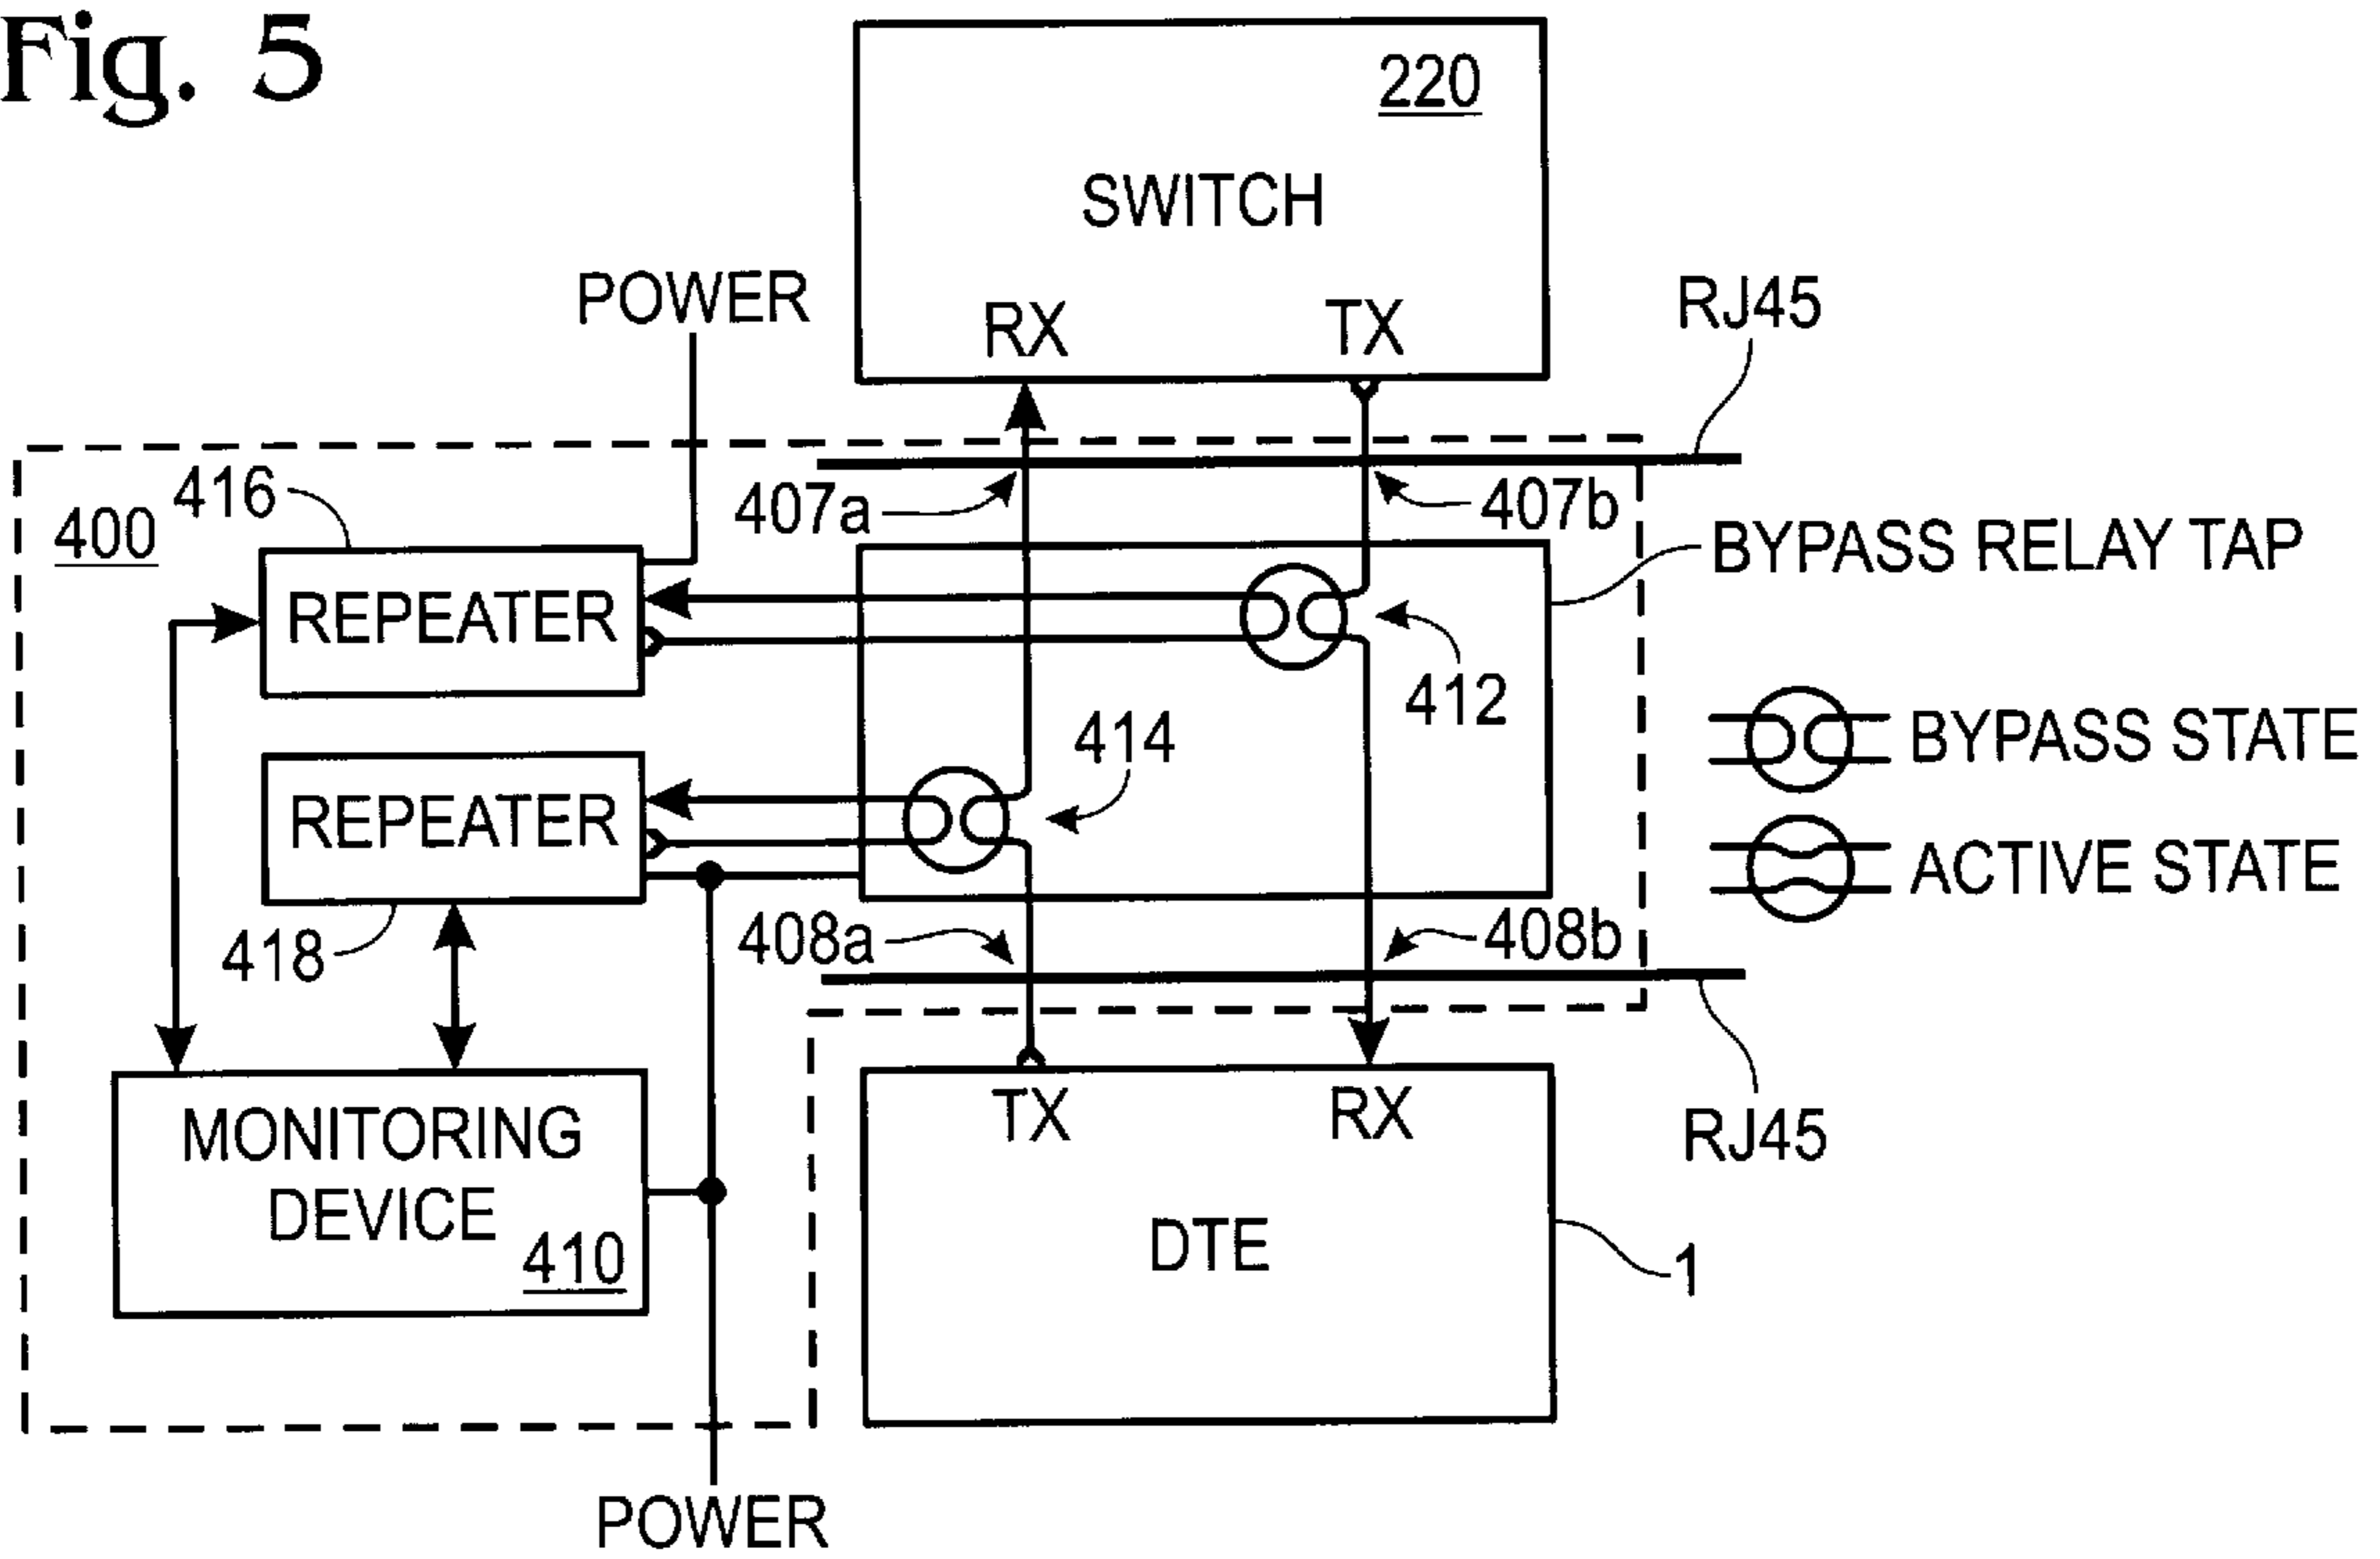 Fig. 5
220
SWITCH
RX
TX
POWER
RJ45
416
400
407a
407b
BYPASS RELAY TAP
REPEATER
412
414
BYPASS STATE
REPEATER
ACTIVE STATE
418
408a
408b
MONITORING
DEVICE
410
TX
RX
RJ45
DTE
1
POWER